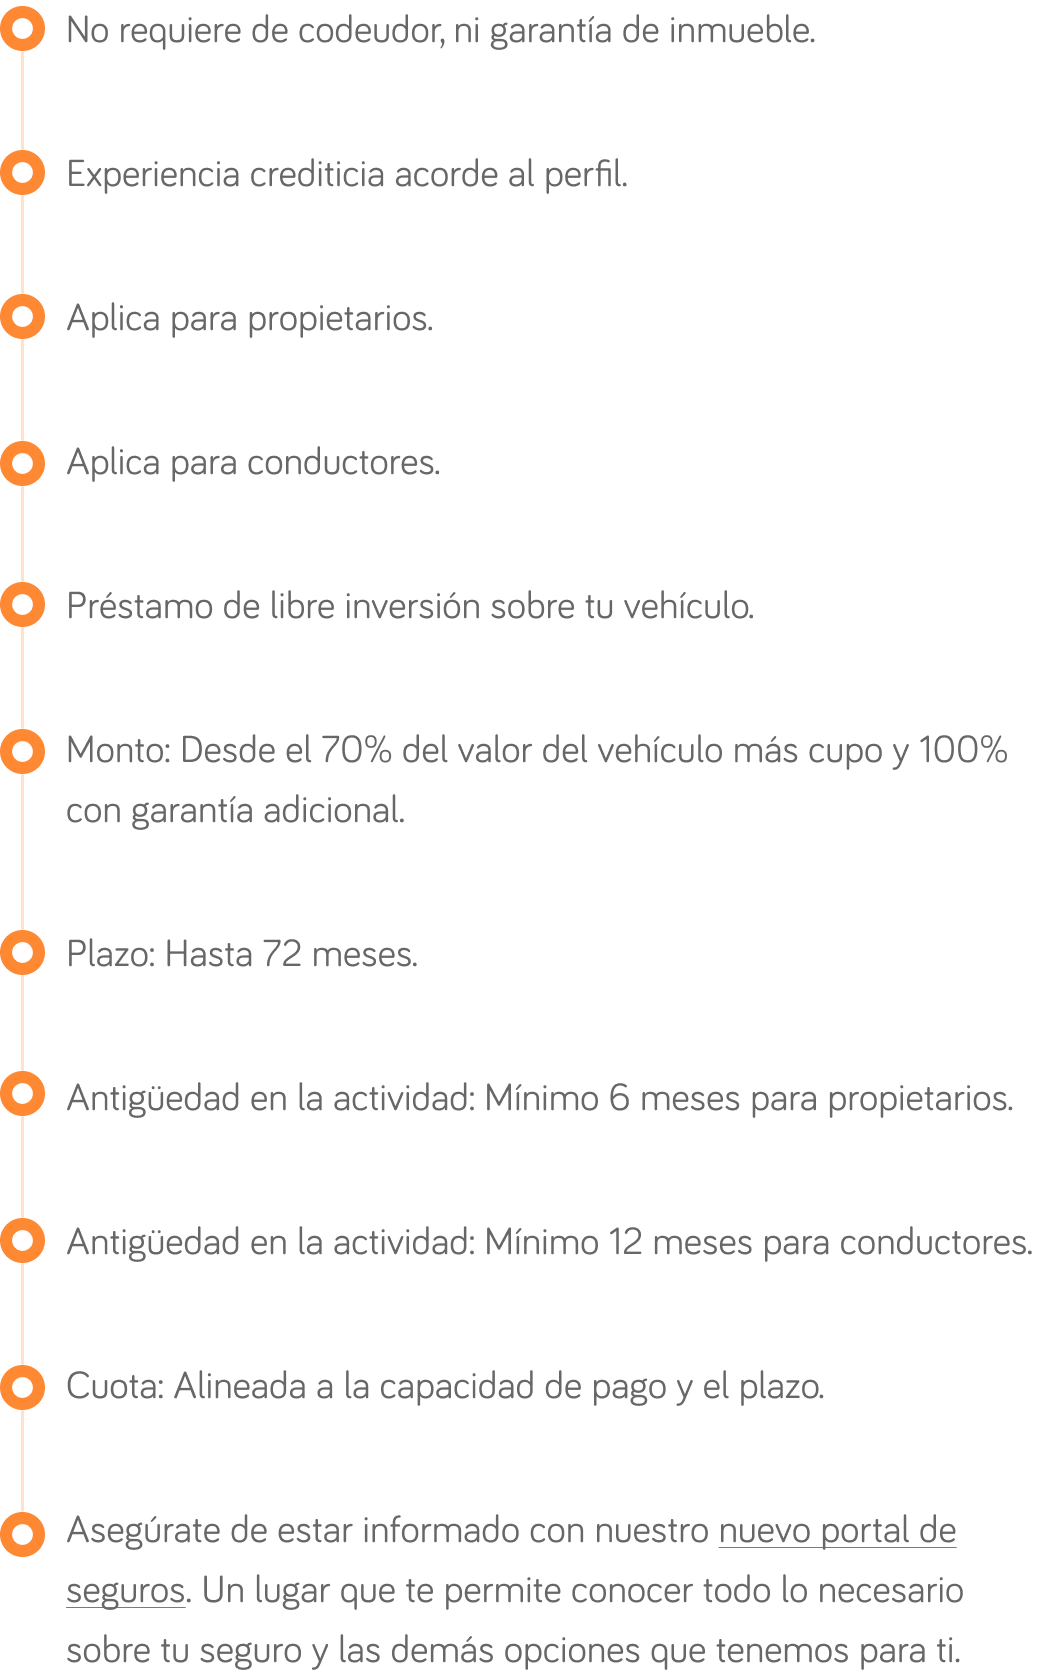 No requiere de codeudor, ni garantía de inmueble.
Experiencia crediticia acorde al perfil.
Aplica para propietarios.
Aplica para conductores.
Préstamo de libre inversión sobre tu vehículo.
Monto: Desde el 70% del valor del vehículo más cupo y 100%
con garantía adicional.
Plazo: Hasta 72 meses.
Antigüedad en la actividad: Mínimo 6 meses para propietarios.
Antigüedad en la actividad: Mínimo 12 meses para conductores.
Cuota: Alineada a la capacidad de pago y el plazo.
Asegúrate de estar informado con nuestro nuevo portal de
seguros. Un lugar que te permite conocer todo lo necesario
sobre tu seguro y las demás opciones que tenemos para ti.